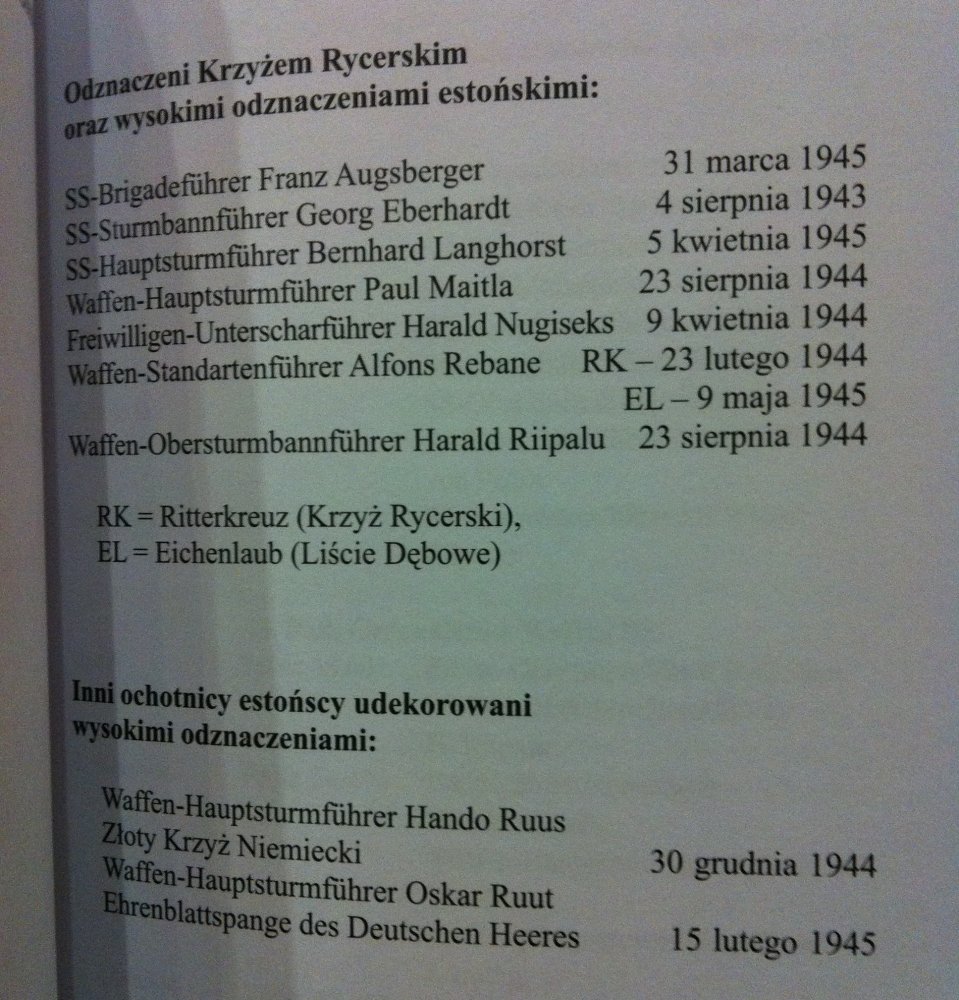 Odznaczeni Krzyżem Rycerskim
oraz wysokimi odznaczeniami estońskimi:
SS-Brigadeführer Franz Augsberger 31 marca 1945
SS-Sturmbannführer Georg Eberhardt 4 sierpnia 1943
SS-Hauptsturmführer Bernhard Langhorst 5 kwietnia 1945
Waffen-Hauptsturmführer Paul Maitla 23 sierpnia 1944
Freiwilligen-Unterscharführer Harald Nugiseks 9 kwietnia 1944
Waffen-Standartenführer Alfons Rebane RK – 23 lutego 1944
EL – 9 maja 1945
Waffen-Obersturmbannführer Harald Riipalu 23 sierpnia 1944
RK = Ritterkreuz (Krzyż Rycerski),
EL = Eichenlaub (Liście Dębowe)
Inni ochotnicy estońscy udekorowani
wysokimi odznaczeniami:
Waffen-Hauptsturmführer Hando Ruus
Złoty Krzyż Niemiecki 30 grudnia 1944
Waffen-Hauptsturmführer Oskar Ruut
Ehrenblattspange des Deutschen Heeres 15 lutego 1945